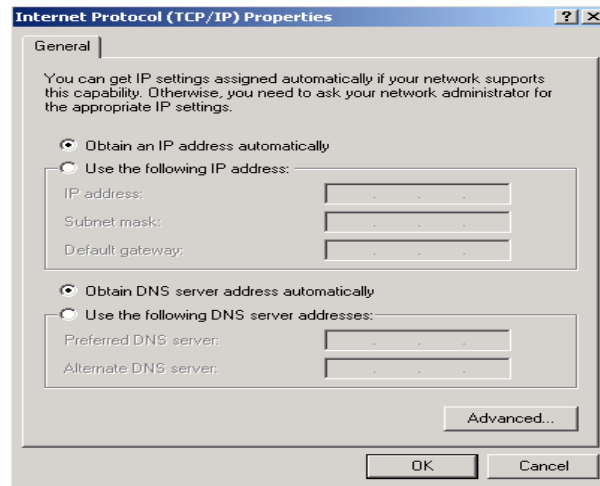 Internet Protocol (TCP/IP) Properties
General
You can get IP settings assigned automatically if your network supports
this capability. Otherwise, you need to ask your network administrator for
the appropriate IP settings.
Obtain an IP address automatically
Use the following IP address:
IP address:
Subnet mask:
Default gateway:
Obtain DNS server address automatically
Use the following DNS server addresses:
Preferred DNS server:
Alternate DNS server:
Advanced...
OK Cancel